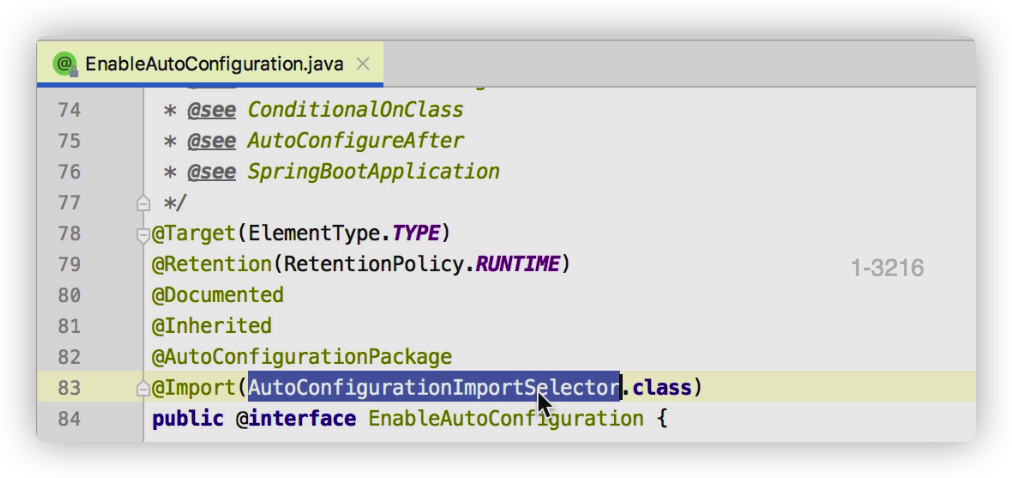 EnableAutoConfiguration.java
74 * @see ConditionalOnClass
75 * @see AutoConfigureAfter
76 * @see SpringBootApplication
77 */
78 @Target(ElementType.TYPE)
79 @Retention(RetentionPolicy.RUNTIME)
1-3216
80 @Documented
81 @Inherited
82 @AutoConfigurationPackage
83 @Import(AutoConfigurationImportSelector.class)
84 public @interface EnableAutoConfiguration {